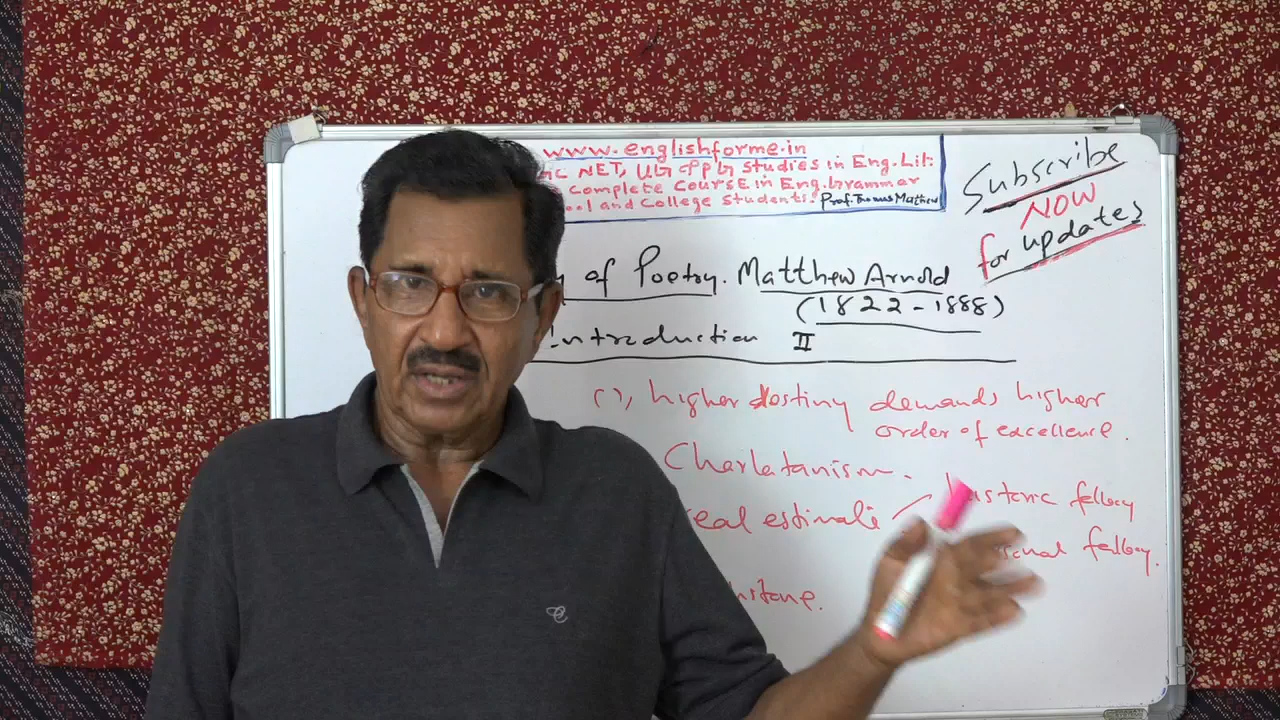 www.englishforme.in
NET, UG & PG Studies in Eng. Lit:
Complete Course in Eng. Grammar
and College Students. Prof. Thomas Mathew
Subscribe
NOW
for updates
of Poetry. Matthew Arnold
(1822-1888)
Introduction II
(1), higher destiny demands higher
order of excellence.
Charlatanism.
real estimate historic fallacy
fallacy.